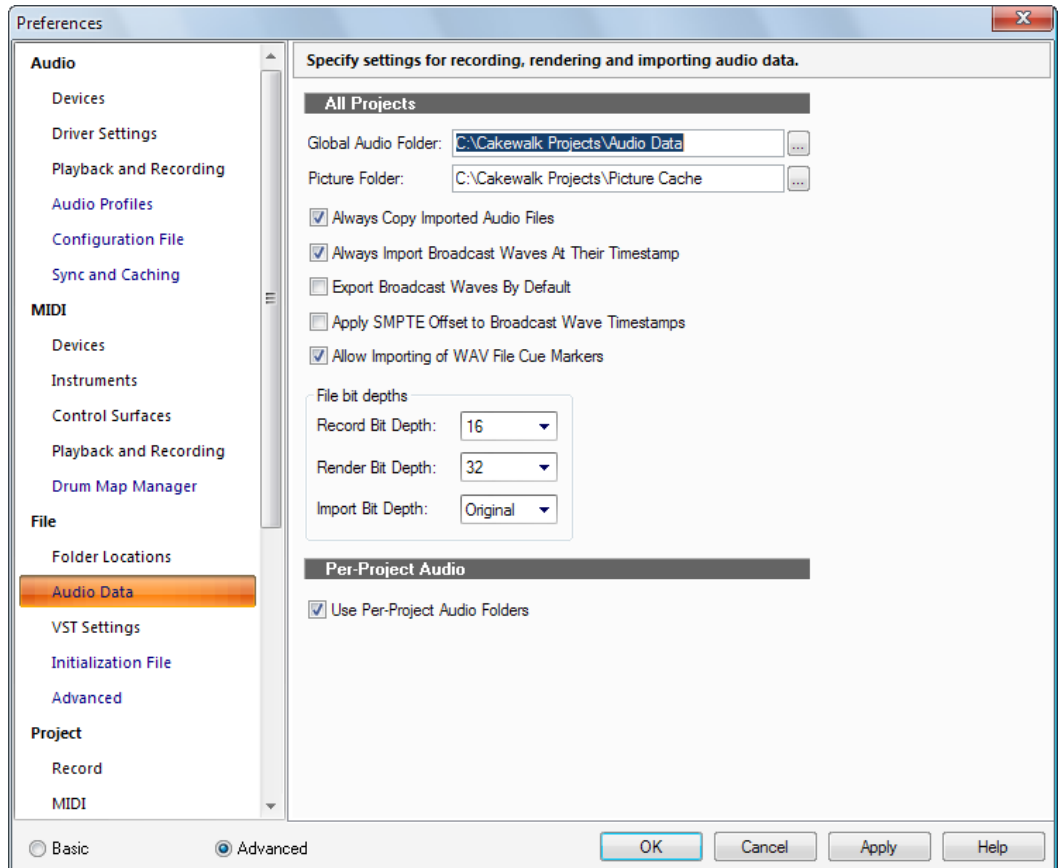 Preferences
Audio
Devices
Driver Settings
Playback and Recording
Audio Profiles
Configuration File
Sync and Caching
MIDI
Devices
Instruments
Control Surfaces
Playback and Recording
Drum Map Manager
File
Folder Locations
Audio Data
VST Settings
Initialization File
Advanced
Project
Record
MIDI
Specify settings for recording, rendering and importing audio data.
All Projects
Global Audio Folder: C:\Cakewalk Projects\Audio Data ...
Picture Folder: C:\Cakewalk Projects\Picture Cache ...
Always Copy Imported Audio Files
Always Import Broadcast Waves At Their Timestamp
Export Broadcast Waves By Default
Apply SMPTE Offset to Broadcast Wave Timestamps
Allow Importing of WAV File Cue Markers
File bit depths
Record Bit Depth: 16
Render Bit Depth: 32
Import Bit Depth: Original
Per-Project Audio
Use Per-Project Audio Folders
Basic Advanced OK Cancel Apply Help